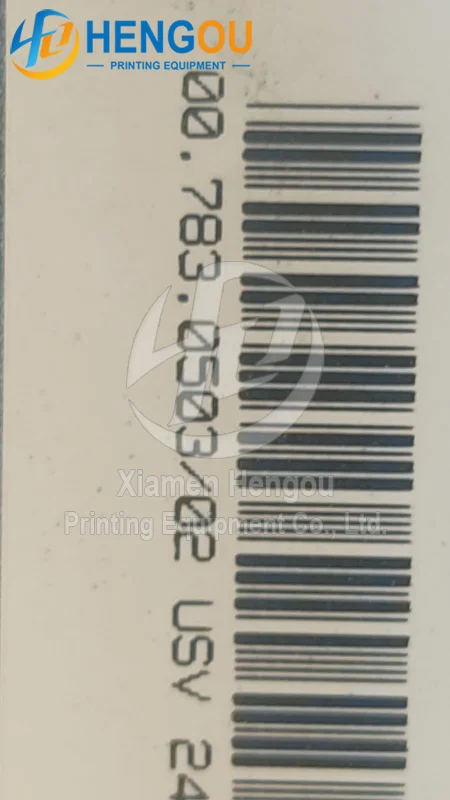 HENGOU
PRINTING EQUIPMENT
00.783.0503/02 USV 24
Xiamen Hengou
Printing Equipment Co., Ltd.